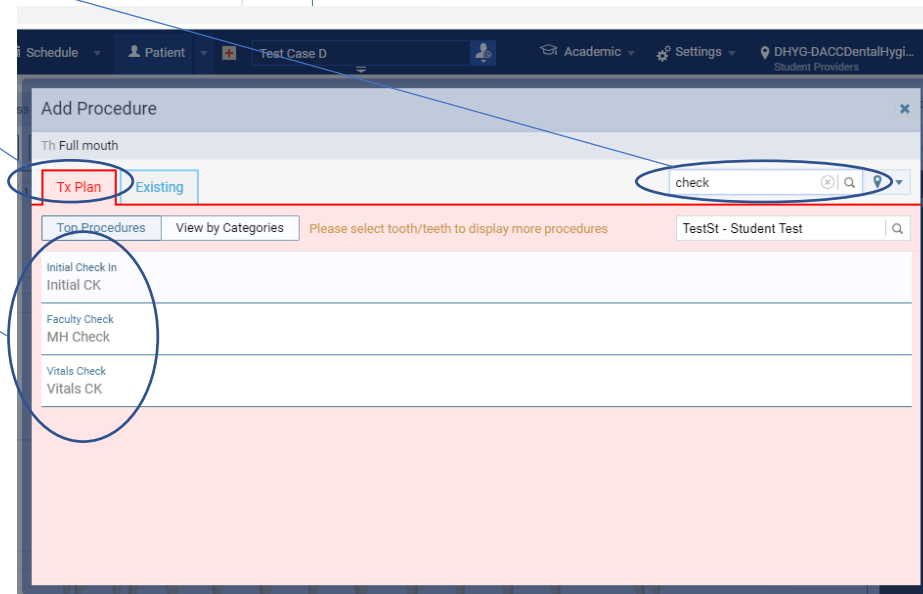 Schedule Patient Test Case D Academic Settings DHYG-DACCDentalHygi...
Student Providers
Add Procedure
Th Full mouth
Tx Plan Existing check
Top Procedures View by Categories Please select tooth/teeth to display more procedures TestSt - Student Test
Initial Check In
Initial CK
Faculty Check
MH Check
Vitals Check
Vitals CK